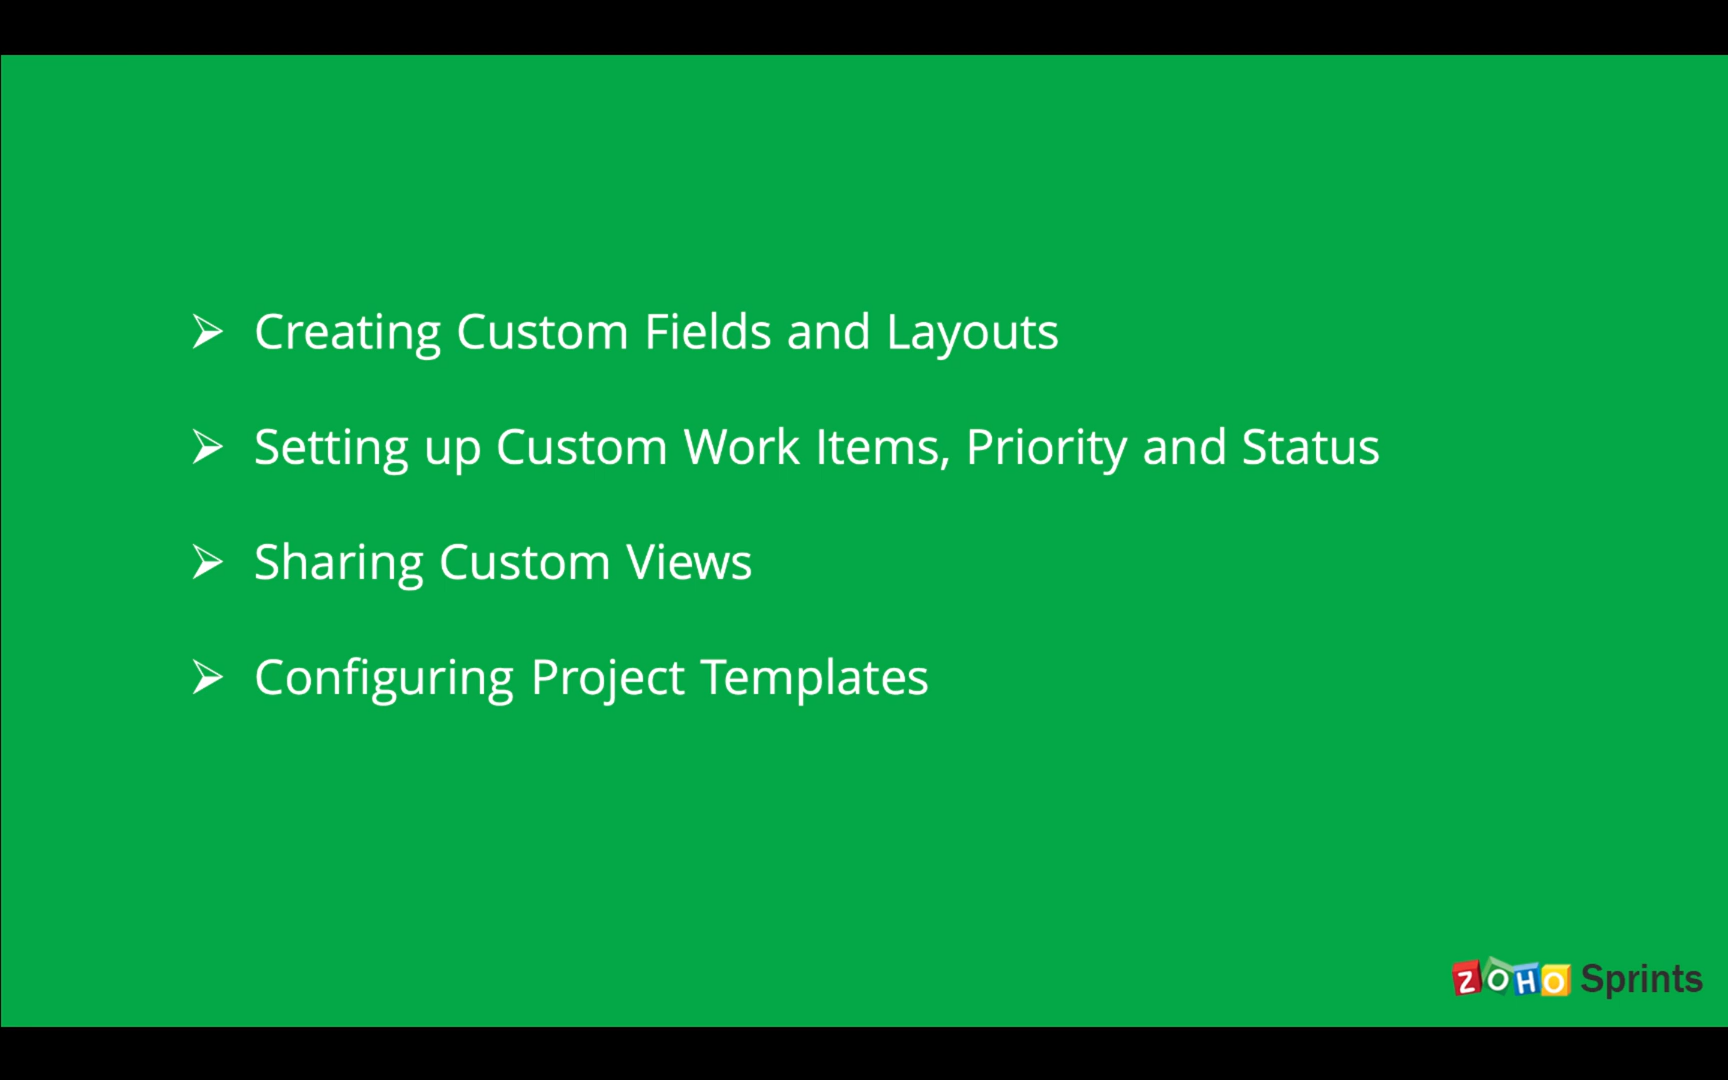 Creating Custom Fields and Layouts
Setting up Custom Work Items, Priority and Status
Sharing Custom Views
Configuring Project Templates
ZOHO Sprints